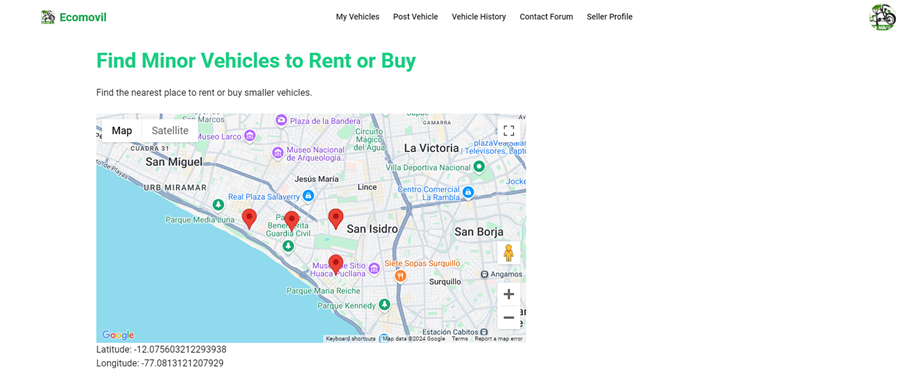 Ecomovil
My Vehicles
Post Vehicle
Vehicle History
Contact Forum
Seller Profile
Find Minor Vehicles to Rent or Buy
Find the nearest place to rent or buy smaller vehicles.
Map
Satellite
San Marcos
Plaza de la Bandera
GAMARRA
Museo Larco
Circuito
Mágico
del Agua
La Victoria
CUADRA 31
San Miguel
Museo Nacional
de Arqueología...
Villa Deportiva Nacional
URB. MIRAMAR
Jesús María
Lince
Real Plaza Salaverry
Centro Comercial
La Rambla
Parque Media Luna
Guardia Civil
San Isidro
San Borja
Huaca Pucllana
Siete Sopas Surquillo
Angamos
Parque María Reiche
Surquillo
Parque Kennedy
Estación Cabitos
Google
Keyboard shortcuts
Map data ©2024 Google
Terms
Report a map error
Latitude: -12.075603212293938
Longitude: -77.0813121207929